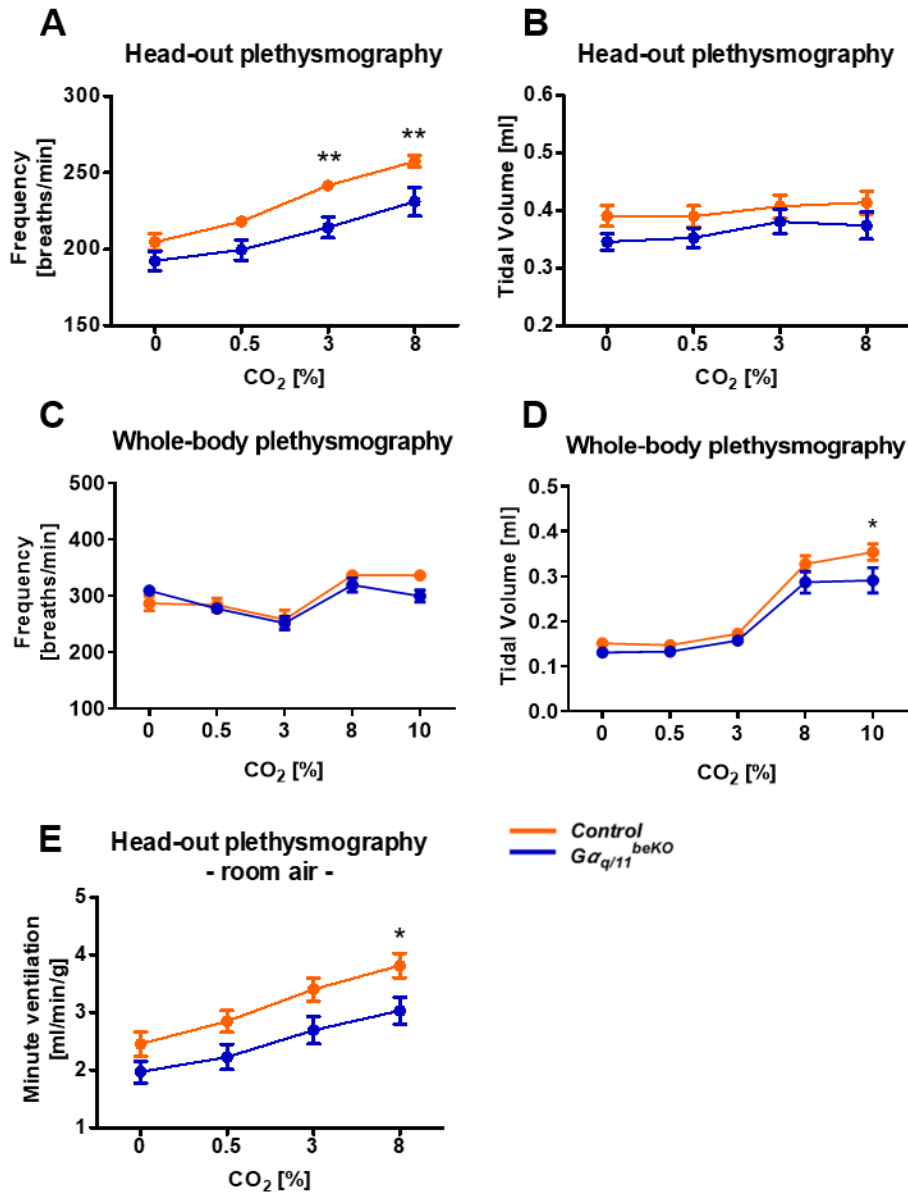 A
Head-out plethysmography
Frequency
[breaths/min]
300
250
200
150
**
**
0 0.5 3 8
CO2 [%]
B
Head-out plethysmography
Tidal Volume [ml]
0.6
0.5
0.4
0.3
0.2
0 0.5 3 8
CO2 [%]
C
Whole-body plethysmography
Frequency
[breaths/min]
500
400
300
200
100
0 0.5 3 8 10
CO2 [%]
D
Whole-body plethysmography
Tidal Volume [ml]
0.5
0.4
0.3
0.2
0.1
0.0
*
0 0.5 3 8 10
CO2 [%]
E
Head-out plethysmography
- room air -
Minute ventilation
[ml/min/g]
5
4
3
2
1
*
0 0.5 3 8
CO2 [%]
Control
Gαq/11beKO